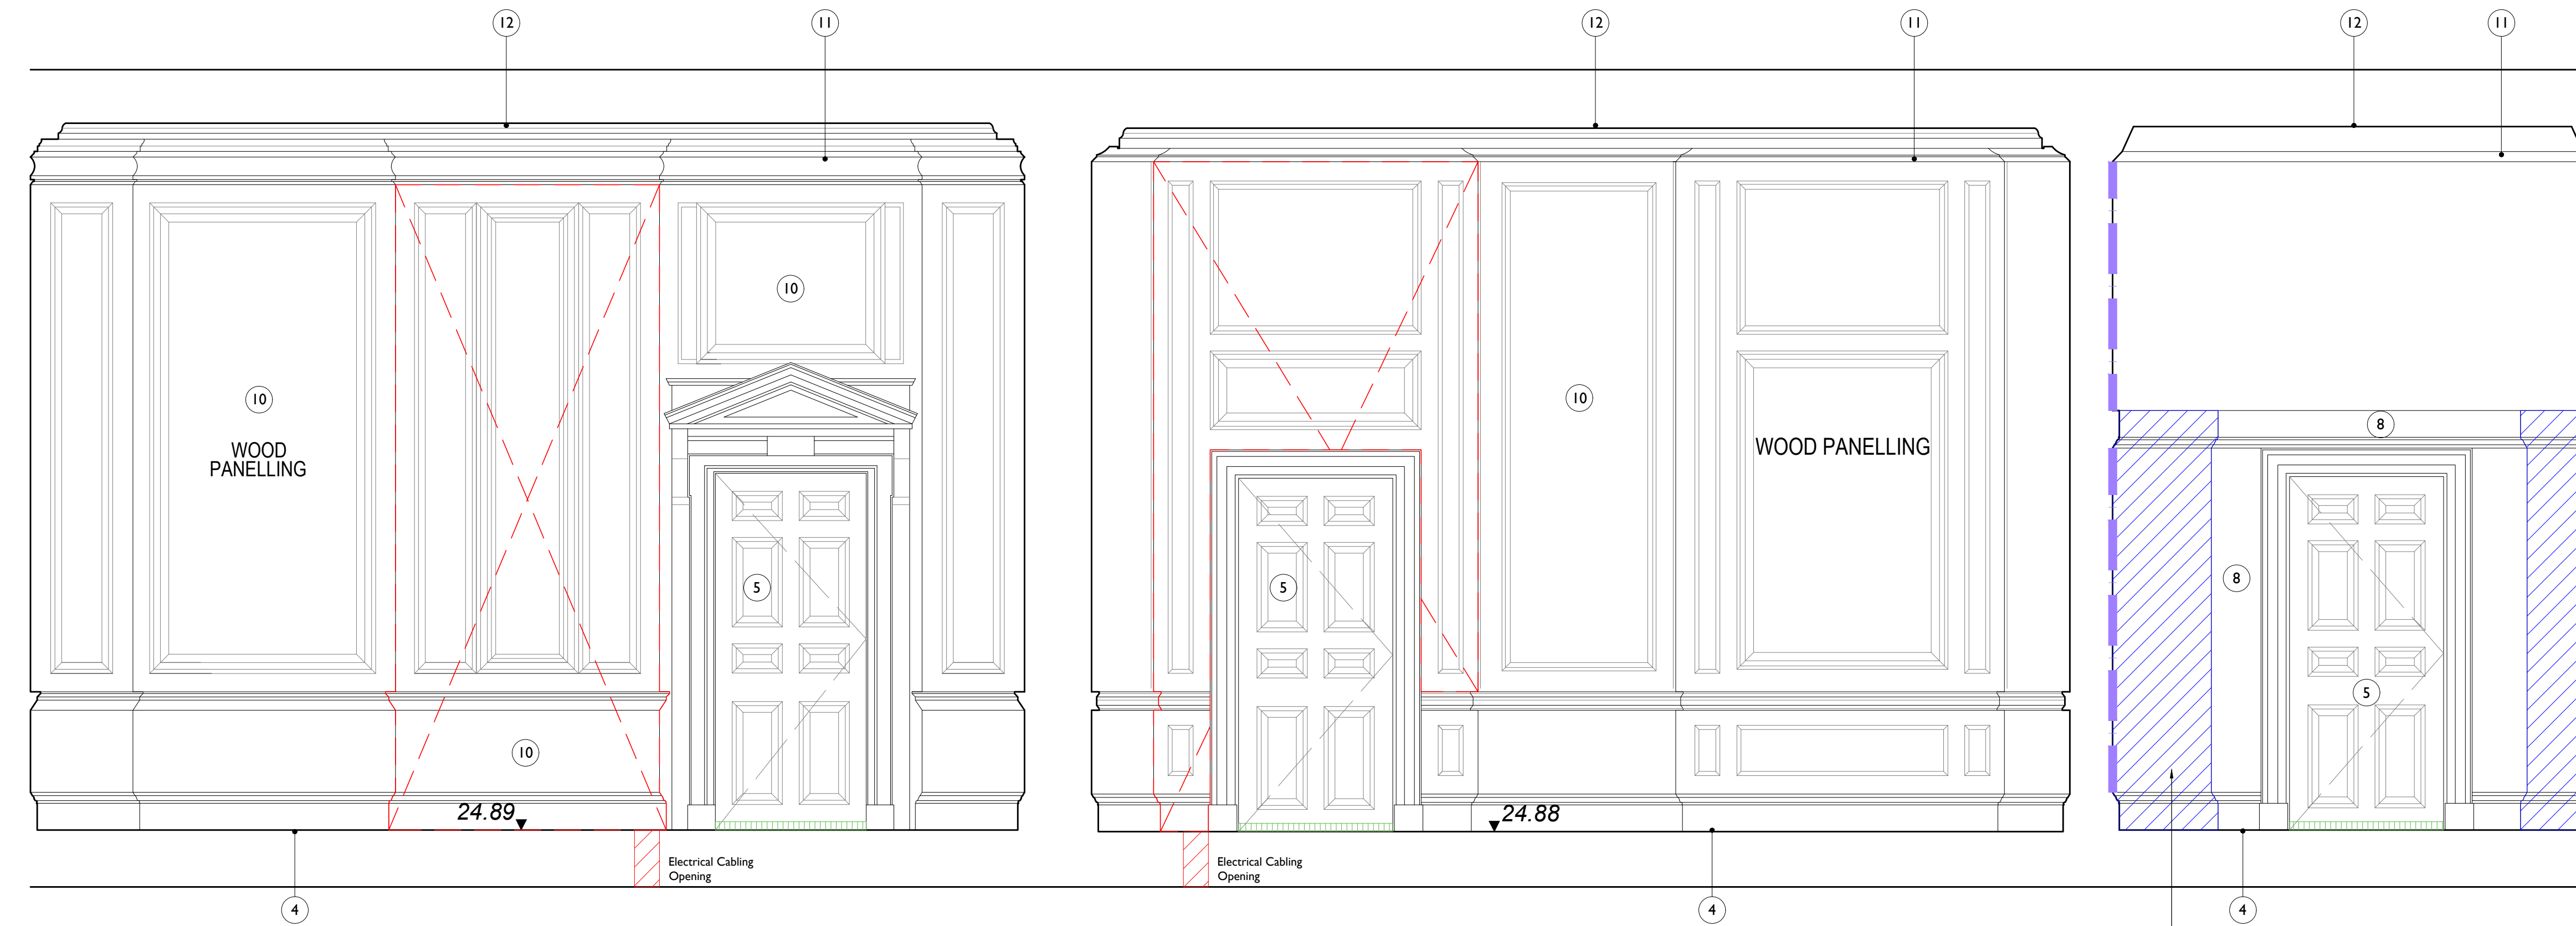 12
11
12
11
12
11
10
10
WOOD
PANELLING
5
10
24.89
Electrical Cabling
Opening
4
10
WOOD PANELLING
5
24.88
Electrical Cabling
Opening
4
8
8
5
4